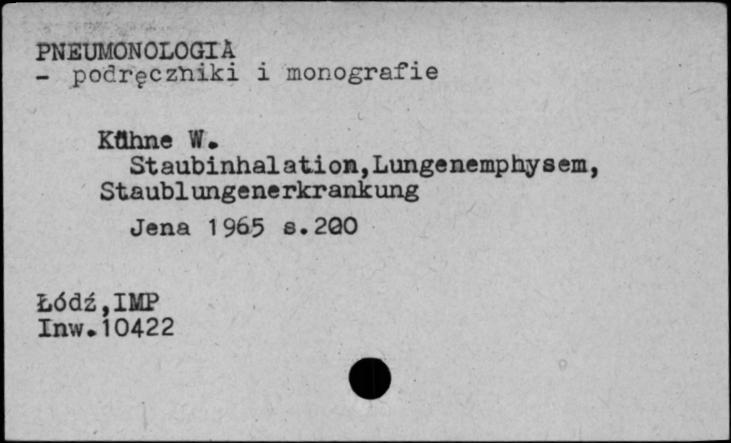 PNEUMONOLOGIA
- podręczniki i monografie
Kühne W.
Staubinhalation,Lungenemphysem,
Staublungenerkrankung
Jena 1965 s.200
Łódź,IMP
Inw.10422